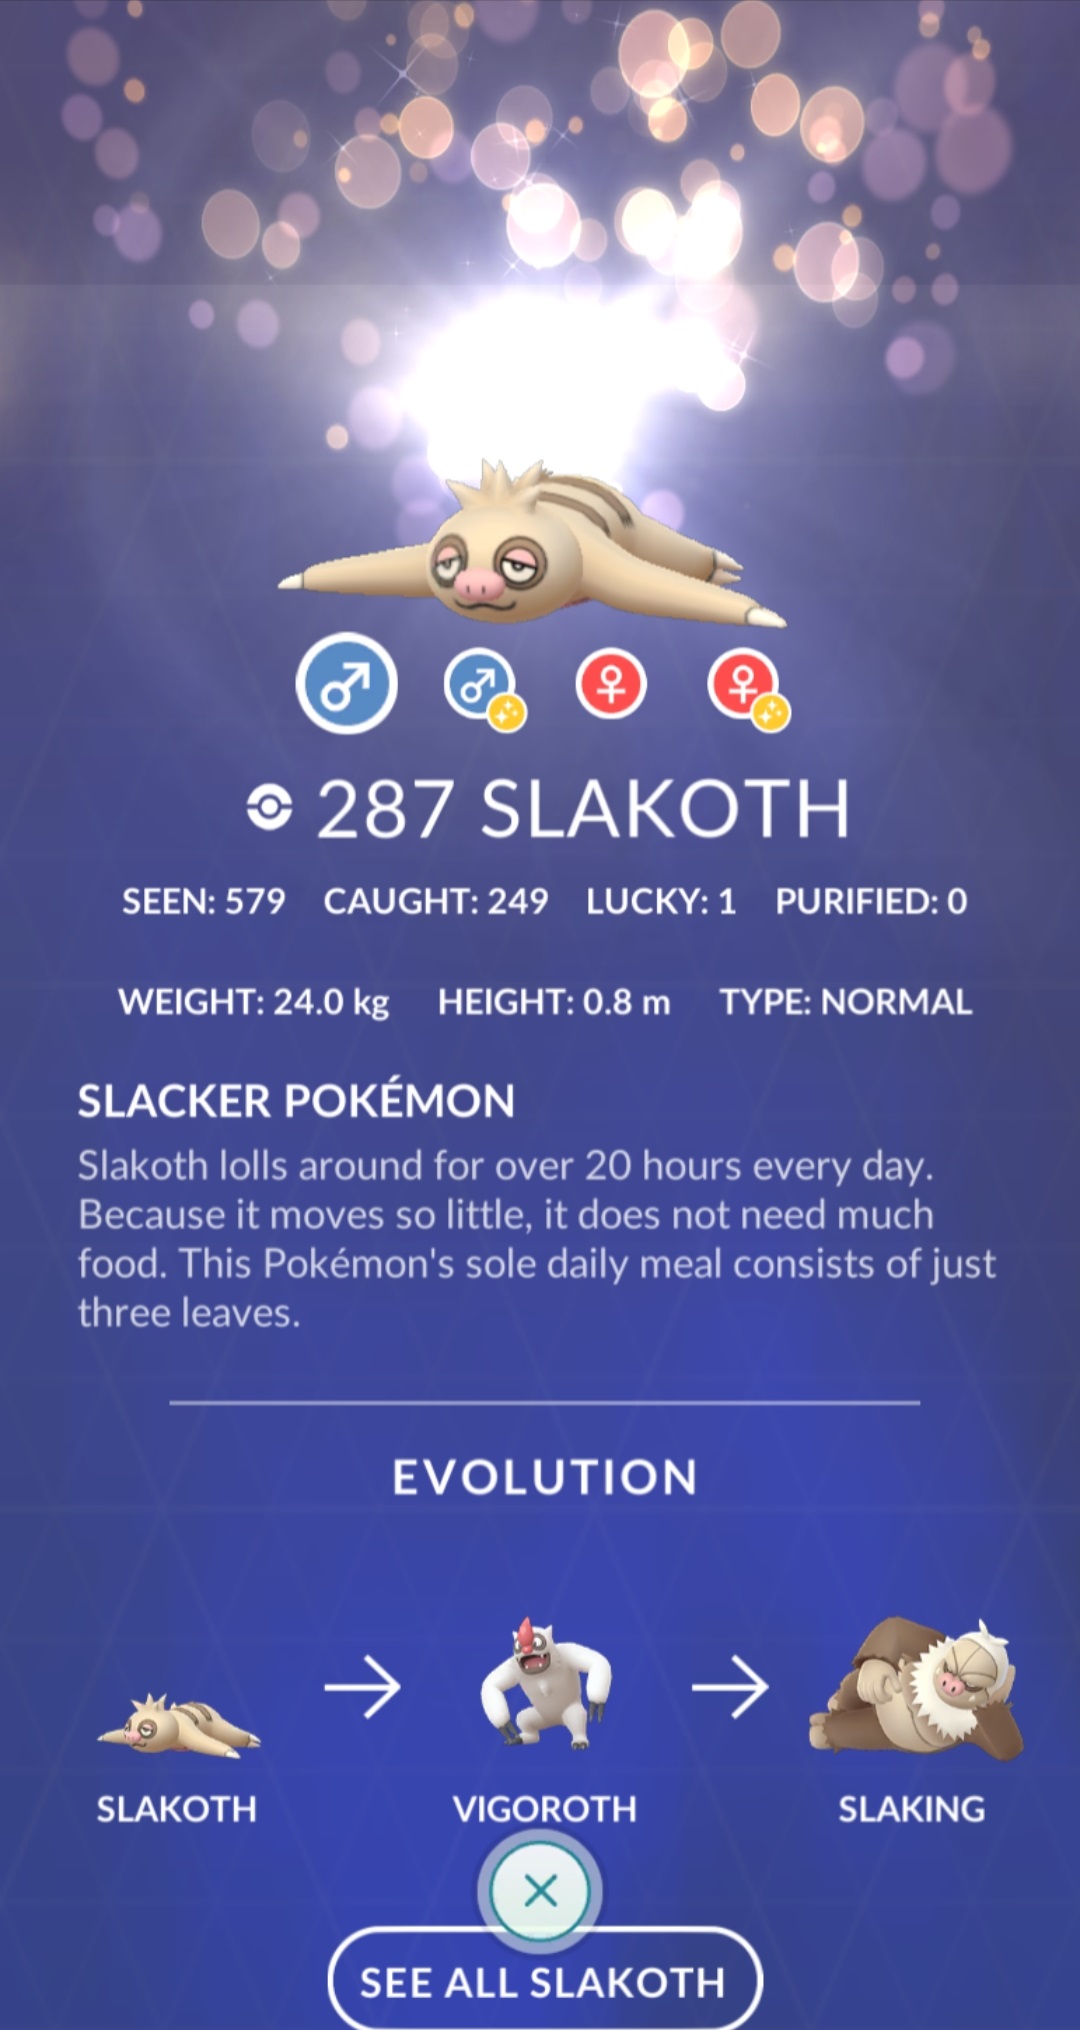 287 SLAKOTH
SEEN: 579 CAUGHT: 249 LUCKY: 1 PURIFIED: 0
WEIGHT: 24.0 kg HEIGHT: 0.8 m TYPE: NORMAL
SLACKER POKÉMON
Slakoth lolls around for over 20 hours every day.
Because it moves so little, it does not need much
food. This Pokémon's sole daily meal consists of just
three leaves.
EVOLUTION
SLAKOTH VIGOROTH SLAKING
SEE ALL SLAKOTH